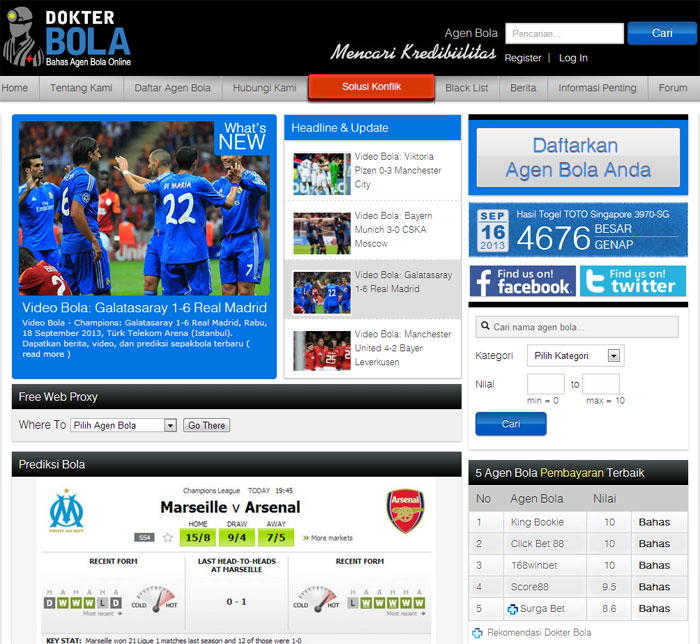 DOKTER
BOLA
Bahas Agen Bola Online
Agen Bola
Pencarian...
Cari
Mencari Kredibiilitas
Register | Log In
Home
Tentang Kami
Daftar Agen Bola
Hubungi Kami
Solusi Konflik
Black List
Berita
Informasi Penting
Forum
What's
NEW
DI MARIA
22
6
7
Video Bola: Galatasaray 1-6 Real Madrid
Video Bola - Champions: Galatasaray 1-6 Real Madrid, Rabu,
18 September 2013, Türk Telekom Arena (Istanbul).
Dapatkan berita, video, dan prediksi sepakbola terbaru (
read more )
Headline & Update
Video Bola: Viktoria
Plzen 0-3 Manchester
City
Video Bola: Bayern
Munich 3-0 CSKA
Moscow
Video Bola: Galatasaray
1-6 Real Madrid
Video Bola: Manchester
United 4-2 Bayer
Leverkusen
Daftarkan
Agen Bola Anda
SEP
16
2013
Hasil Togel TOTO Singapore 3970-SG
4676 BESAR
GENAP
Find us on!
facebook
Find us on!
twitter
Cari nama agen bola...
Kategori
Pilih Kategori
Nilai
to
min = 0
max = 10
Cari
Free Web Proxy
Where To
Pilih Agen Bola
Go There
Prediksi Bola
Champions League TODAY 19:45
Marseille v Arsenal
Arsenal
HOME DRAW AWAY
SS4
15/8 9/4 7/5
» More markets
RECENT FORM
H A H A H A
D W W W L D
Most recent
COLD HOT
LAST HEAD-TO-HEADS
AT MARSEILLE
0 - 1
RECENT FORM
COLD HOT
L W W W W W
Most recent
KEY STAT: Marseille won 21 Ligue 1 matches last season and 12 of those were 1-0
5 Agen Bola Pembayaran Terbaik
No Agen Bola Nilai
1 King Bookie 10 Bahas
2 Click Bet 88 10 Bahas
3 168winbet 10 Bahas
4 Score88 9.5 Bahas
5 Surga Bet 8.6 Bahas
Rekomendasi Dokter Bola